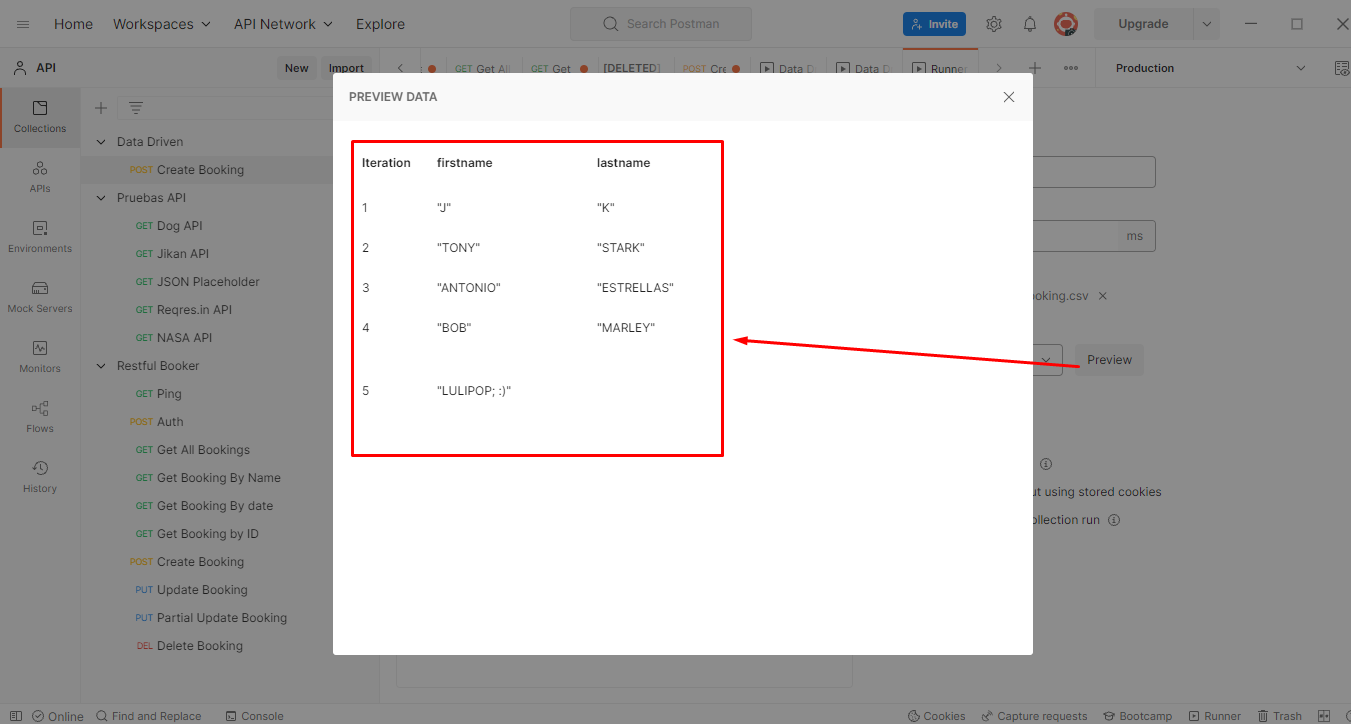 Home Workspaces API Network Explore Search Postman Invite Upgrade
API New Import GET Get Al GET Get [DELETED] POST Cre Data D Data D Runne Production
PREVIEW DATA
Iteration firstname lastname
1 "J" "K"
2 "TONY" "STARK"
3 "ANTONIO" "ESTRELLAS"
4 "BOB" "MARLEY"
5 "LULIPOP; :)"
Collections
APIs
Environments
Mock Servers
Monitors
Flows
History
Data Driven
POST Create Booking
Pruebas API
GET Dog API
GET Jikan API
GET JSON Placeholder
GET Reqres.in API
GET NASA API
Restful Booker
GET Ping
POST Auth
GET Get All Bookings
GET Get Booking By Name
GET Get Booking By date
GET Get Booking by ID
POST Create Booking
PUT Update Booking
PUT Partial Update Booking
DEL Delete Booking
ms
ooking.csv
Preview
ut using stored cookies
ollection run
Online Find and Replace Console Cookies Capture requests Bootcamp Runner Trash